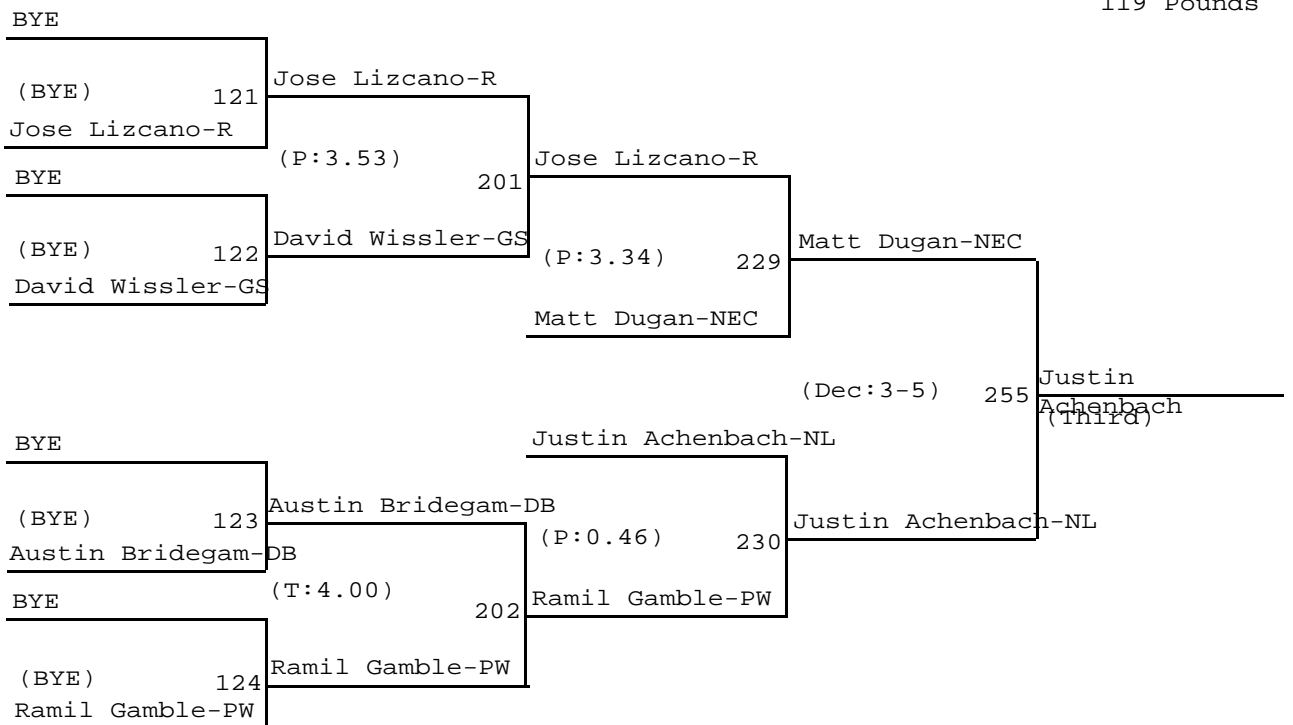 119 Pounds
BYE
(BYE) 121
Jose Lizcano-R
Jose Lizcano-R
(P:3.53) 201
BYE
(BYE) 122
David Wissler-GS
David Wissler-GS
Jose Lizcano-R
(P:3.34) 229
Matt Dugan-NEC
Matt Dugan-NEC
(Dec:3-5) 255
Justin
Achenbach
(Third)
BYE
(BYE) 123
Austin Bridegam-DB
Austin Bridegam-DB
(T:4.00) 202
BYE
(BYE) 124
Ramil Gamble-PW
Ramil Gamble-PW
Justin Achenbach-NL
(P:0.46) 230
Ramil Gamble-PW
Justin Achenbach-NL